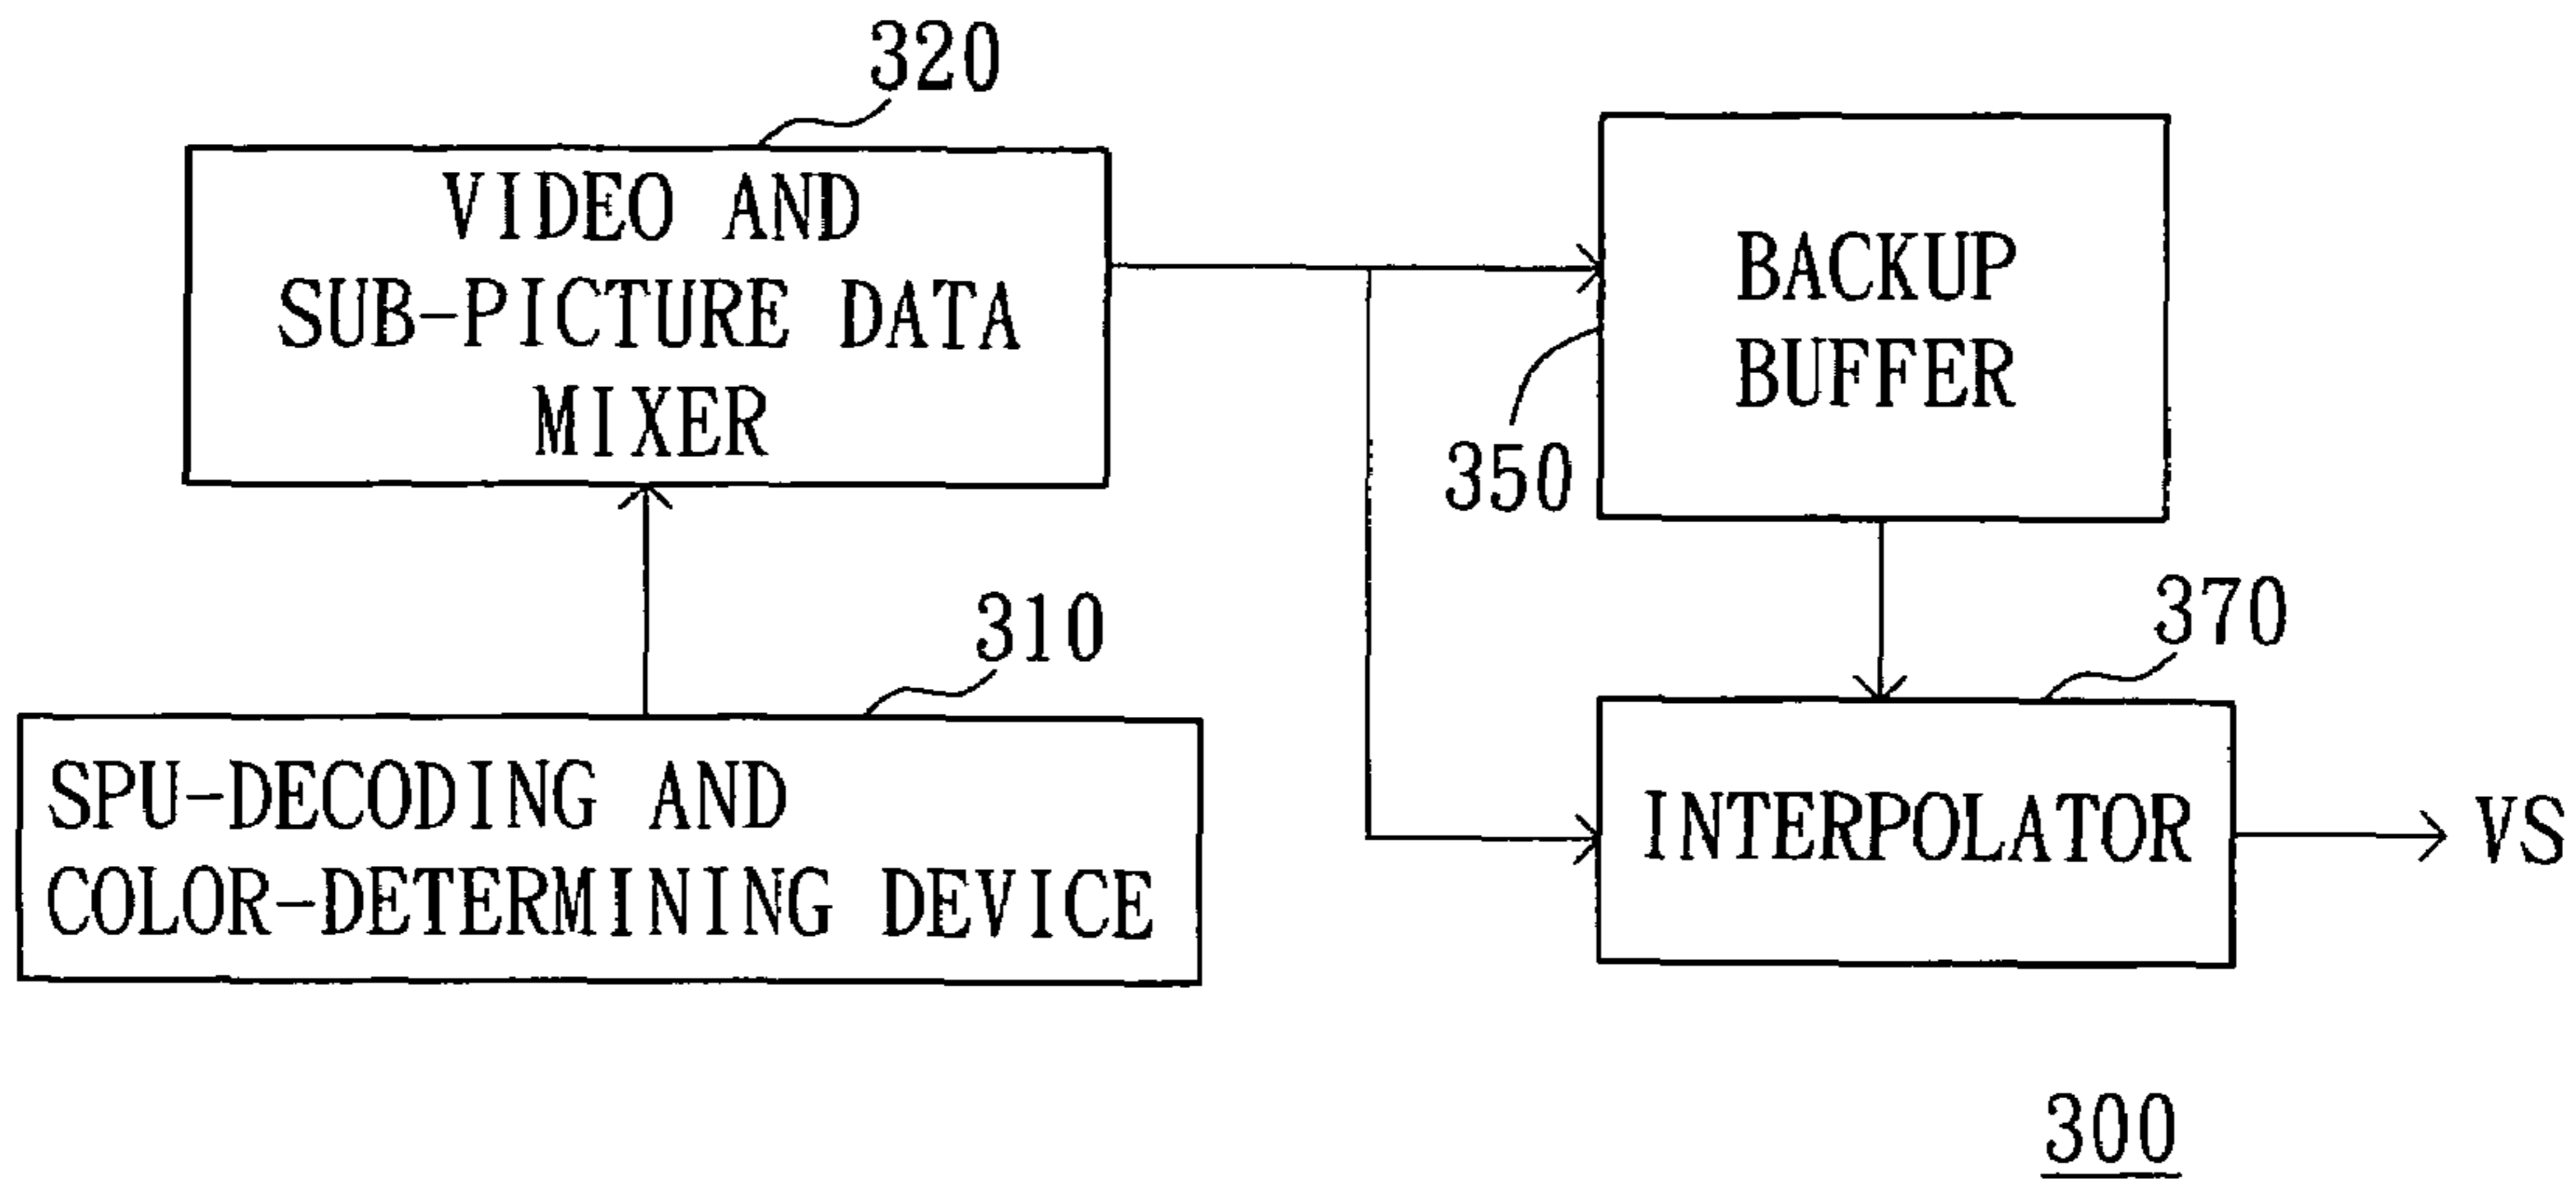 320
VIDEO AND
SUB-PICTURE DATA
MIXER
BACKUP
BUFFER
350
310
370
SPU-DECODING AND
COLOR-DETERMINING DEVICE
INTERPOLATOR
VS
300